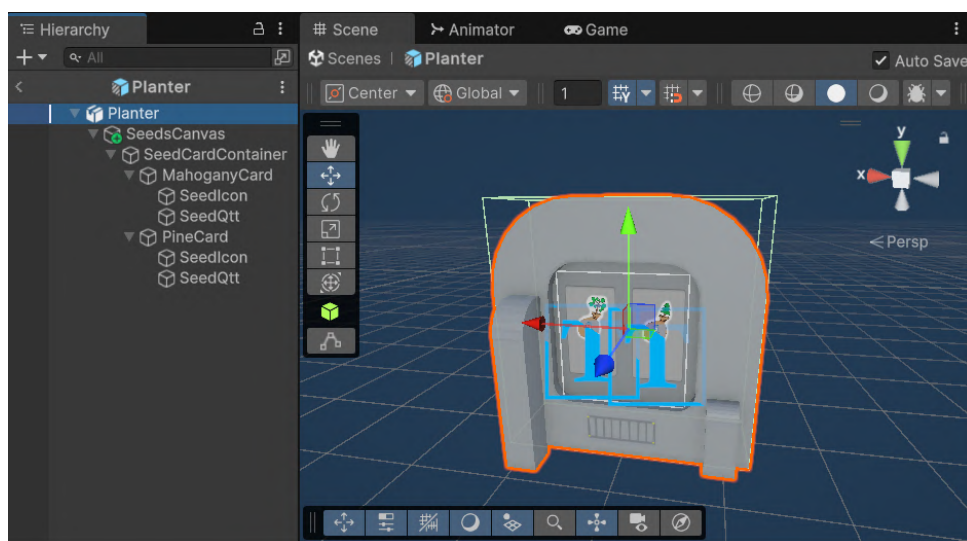 Hierarchy
All
Planter
Planter
SeedsCanvas
SeedCardContainer
MahoganyCard
SeedIcon
SeedQtt
PineCard
SeedIcon
SeedQtt
Scene
Animator
Game
Scenes | Planter
Auto Save
Center
Global
1
y
x
Persp